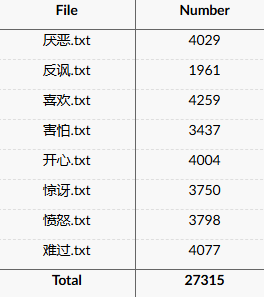 File Number
厌恶.txt 4029
反讽.txt 1961
喜欢.txt 4259
害怕.txt 3437
开心.txt 4004
惊讶.txt 3750
愤怒.txt 3798
难过.txt 4077
Total 27315